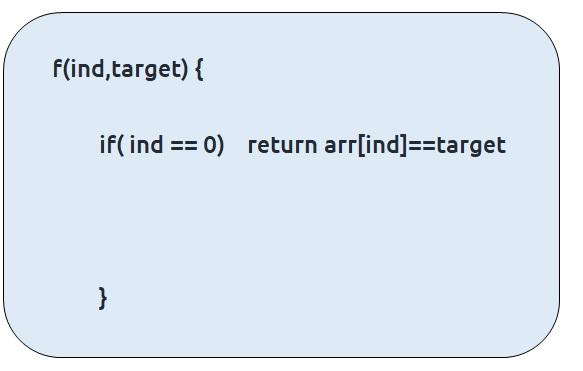 f(ind,target) {
if( ind == 0)    return arr[ind]==target
}